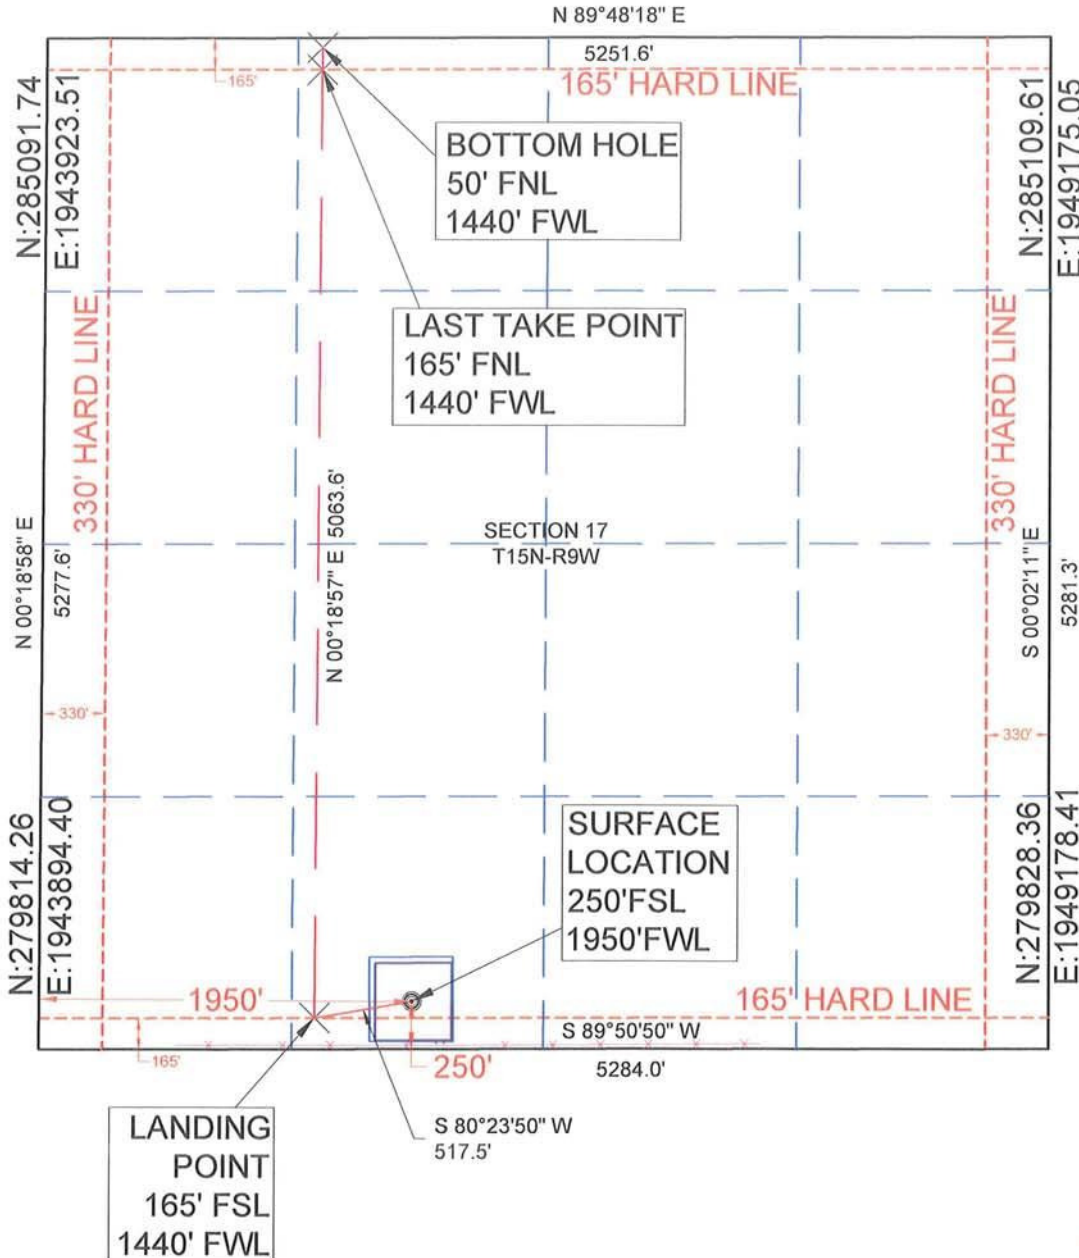 N 89°48'18" E
5251.6'
165'
165' HARD LINE
N:285091.74
E:1943923.51
N:285109.61
E:1949175.05
BOTTOM HOLE
50' FNL
1440' FWL
LAST TAKE POINT
165' FNL
1440' FWL
330' HARD LINE
330' HARD LINE
N 00°18'58" E
5277.6'
N 00°18'57" E 5063.6'
SECTION 17
T15N-R9W
S 00°02'11" E
5281.3'
330'
330'
N:279814.26
E:1943894.40
N:279828.36
E:1949178.41
SURFACE
LOCATION
250'FSL
1950'FWL
1950'
165' HARD LINE
S 89°50'50" W
5284.0'
165'
250'
S 80°23'50" W
517.5'
LANDING
POINT
165' FSL
1440' FWL